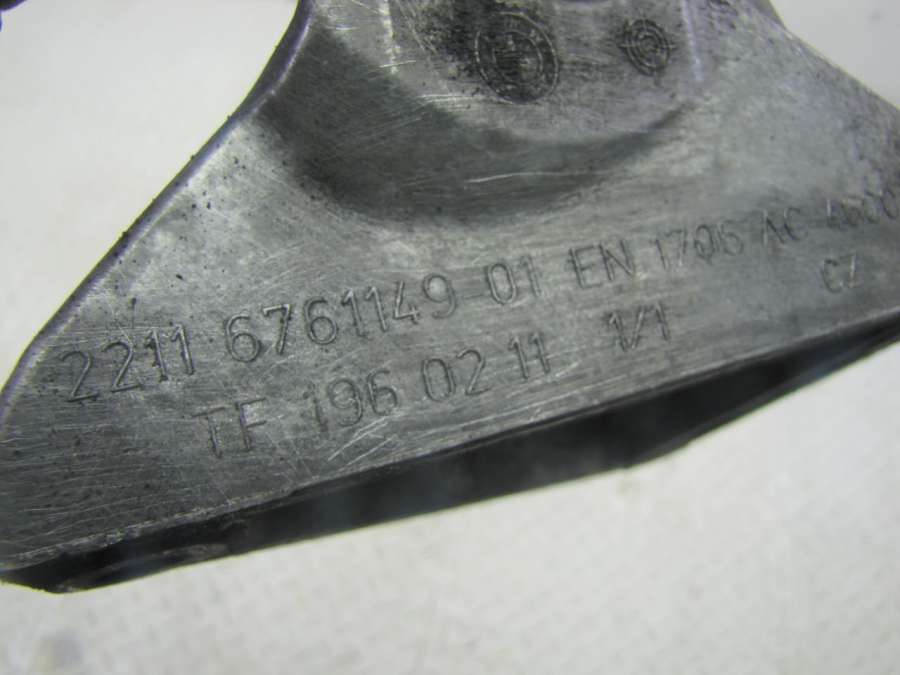 2211 6761149-01 EN 1706 AC
CZ
TF 196 02 11 1/1